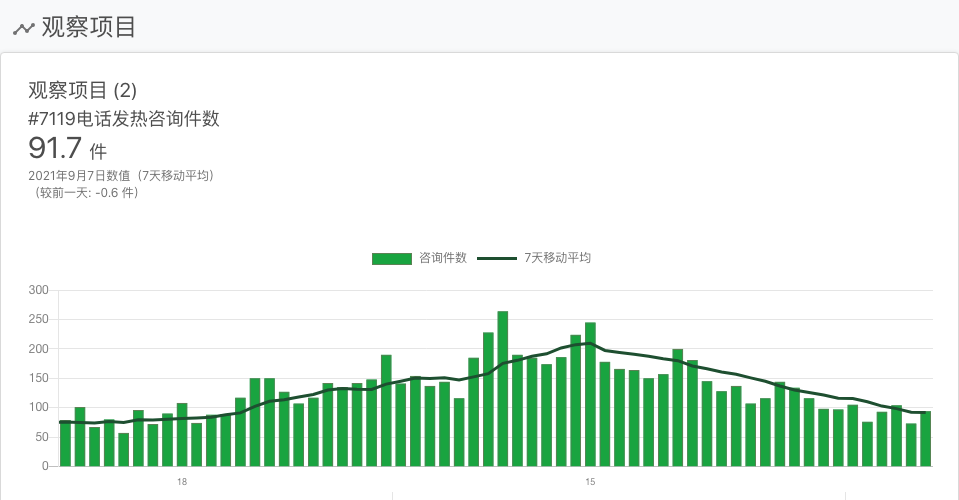 观察项目
观察项目 (2)
#7119电话发热咨询件数
91.7 件
2021年9月7日数值（7天移动平均）
（较前一天: -0.6 件）
咨询件数 7天移动平均
300
250
200
150
100
50
0
18 15